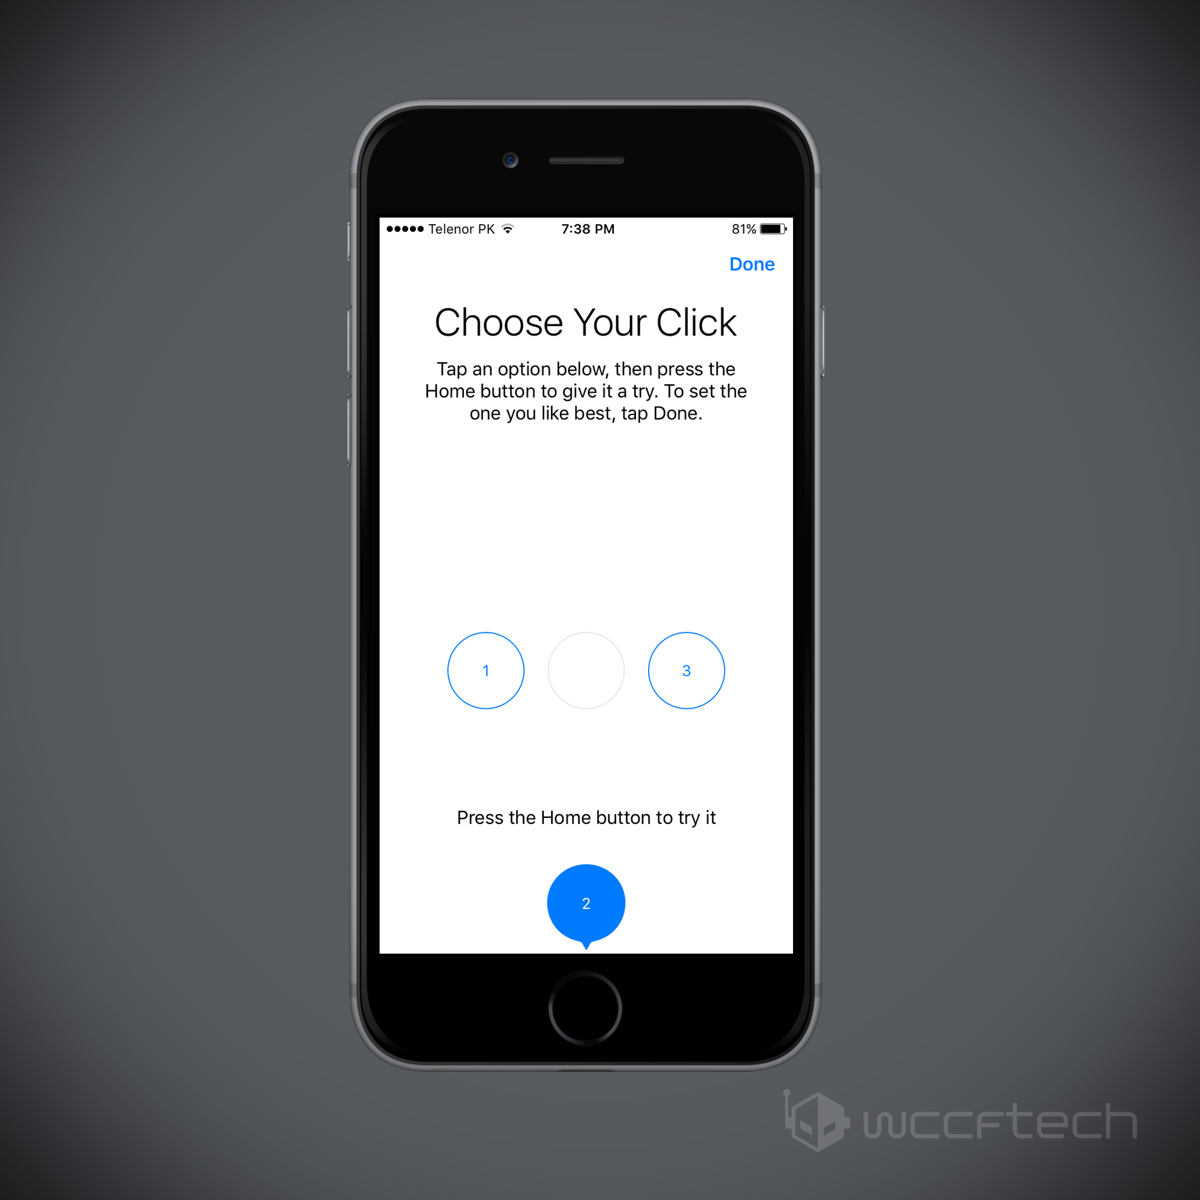 Telenor PK 7:38 PM 81%
Done
Choose Your Click
Tap an option below, then press the
Home button to give it a try. To set the
one you like best, tap Done.
1 3
Press the Home button to try it
2
wccftech